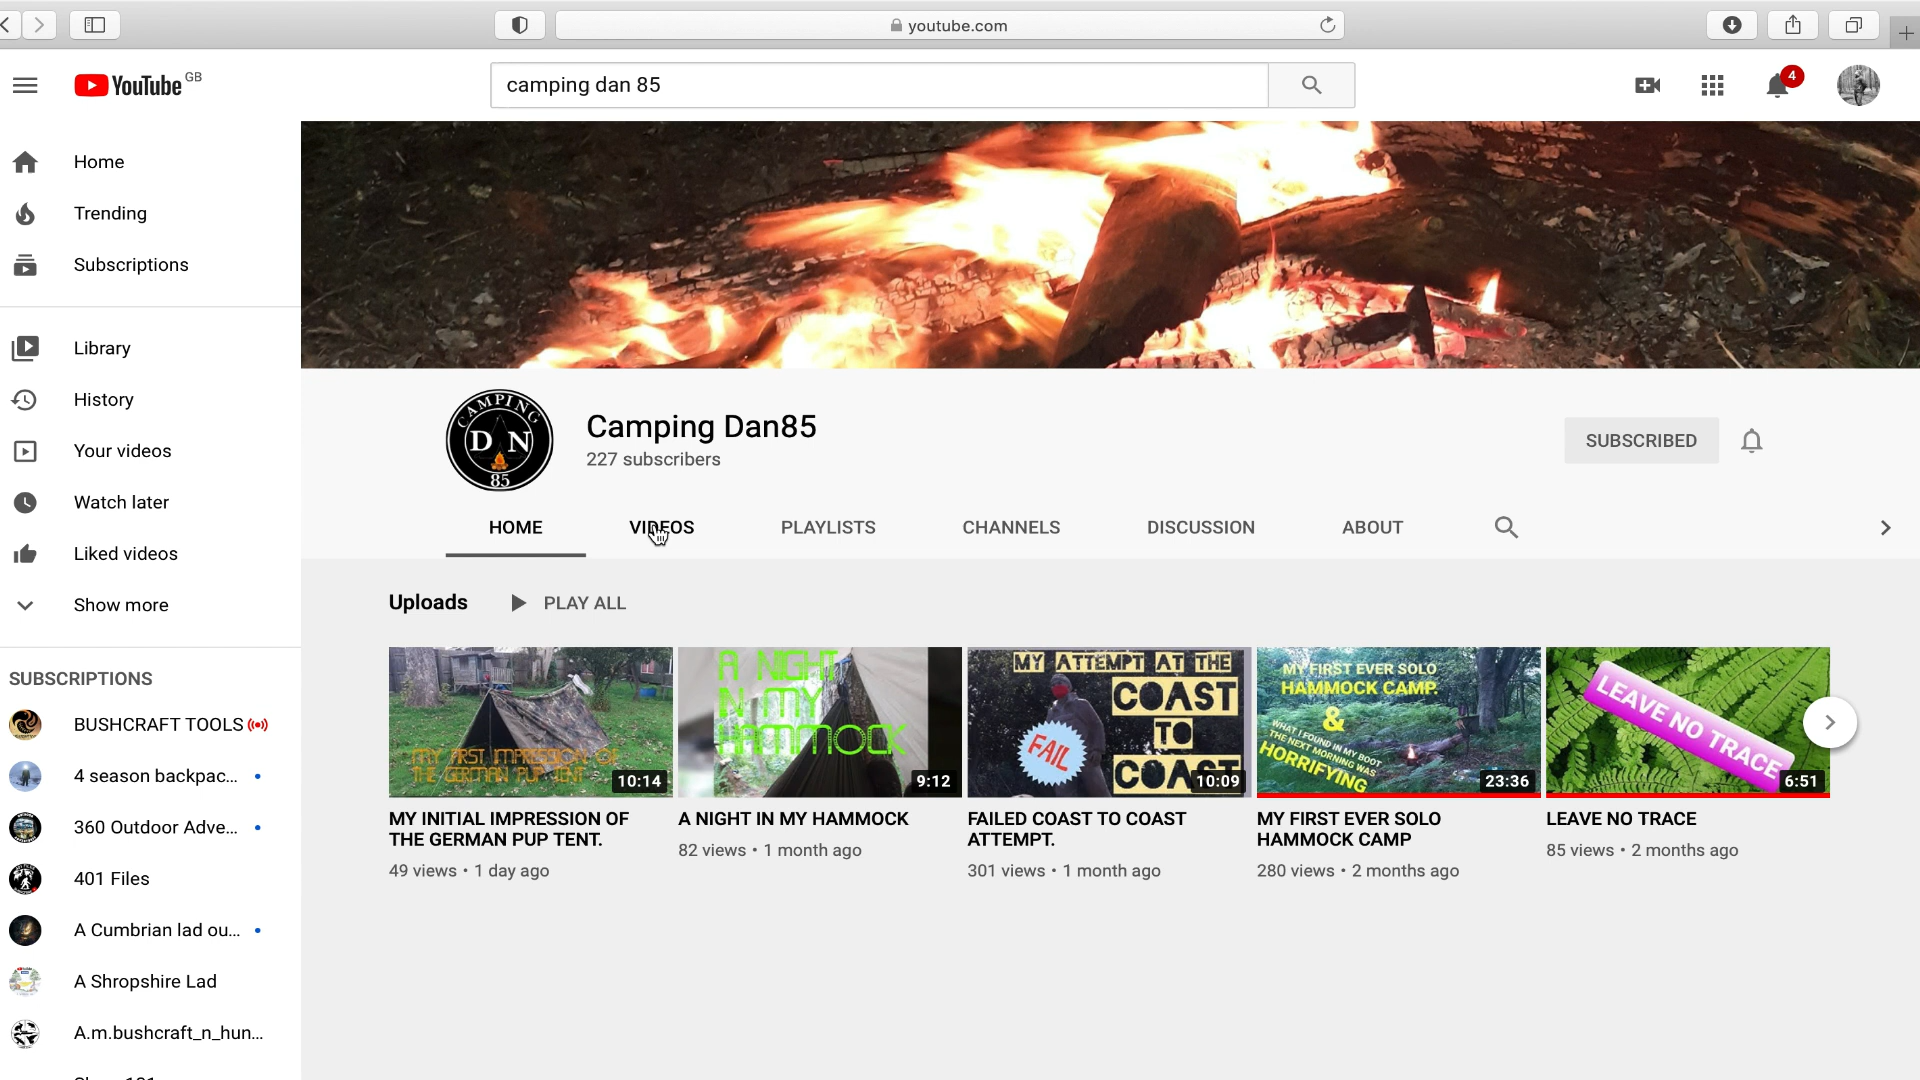 youtube.com
YouTube GB
camping dan 85
4
Home
Trending
Subscriptions
Library
History
Your videos
Watch later
Liked videos
Show more
SUBSCRIPTIONS
BUSHCRAFT TOOLS
4 season backpac...
360 Outdoor Adve...
401 Files
A Cumbrian lad ou...
A Shropshire Lad
A.m.bushcraft_n_hun...
CAMPING
D N
85
Camping Dan85
227 subscribers
SUBSCRIBED
HOME
VIDEOS
PLAYLISTS
CHANNELS
DISCUSSION
ABOUT
Uploads
PLAY ALL
MY FIRST IMPRESSION OF
THE GERMAN PUP TENT
10:14
MY INITIAL IMPRESSION OF
THE GERMAN PUP TENT.
49 views • 1 day ago
A NIGHT
IN MY
HAMMOCK
9:12
A NIGHT IN MY HAMMOCK
82 views • 1 month ago
MY ATTEMPT AT THE
COAST
TO
COAST
FAIL
10:09
FAILED COAST TO COAST
ATTEMPT.
301 views • 1 month ago
MY FIRST EVER SOLO
HAMMOCK CAMP.
&
WHAT I FOUND IN MY BOOT
THE NEXT MORNING WAS
HORRIFYING
23:36
MY FIRST EVER SOLO
HAMMOCK CAMP
280 views • 2 months ago
LEAVE NO TRACE
6:51
LEAVE NO TRACE
85 views • 2 months ago